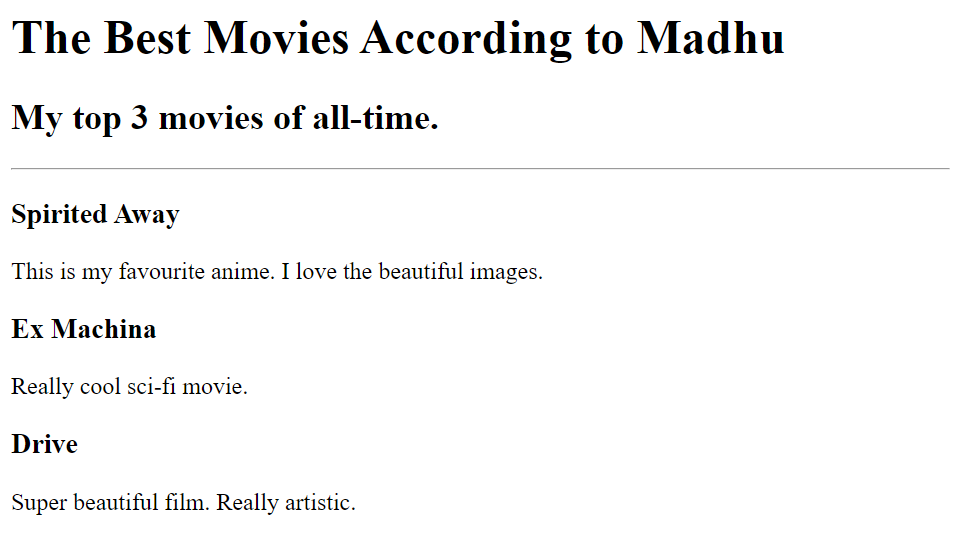 The Best Movies According to Madhu
My top 3 movies of all-time.
Spirited Away
This is my favourite anime. I love the beautiful images.
Ex Machina
Really cool sci-fi movie.
Drive
Super beautiful film. Really artistic.